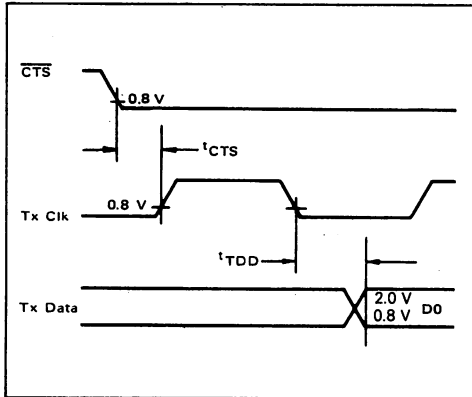 CTS
0.8 V
tCTS
0.8 V
Tx Clk
tTDD
Tx Data
2.0 V
0.8 V
D0